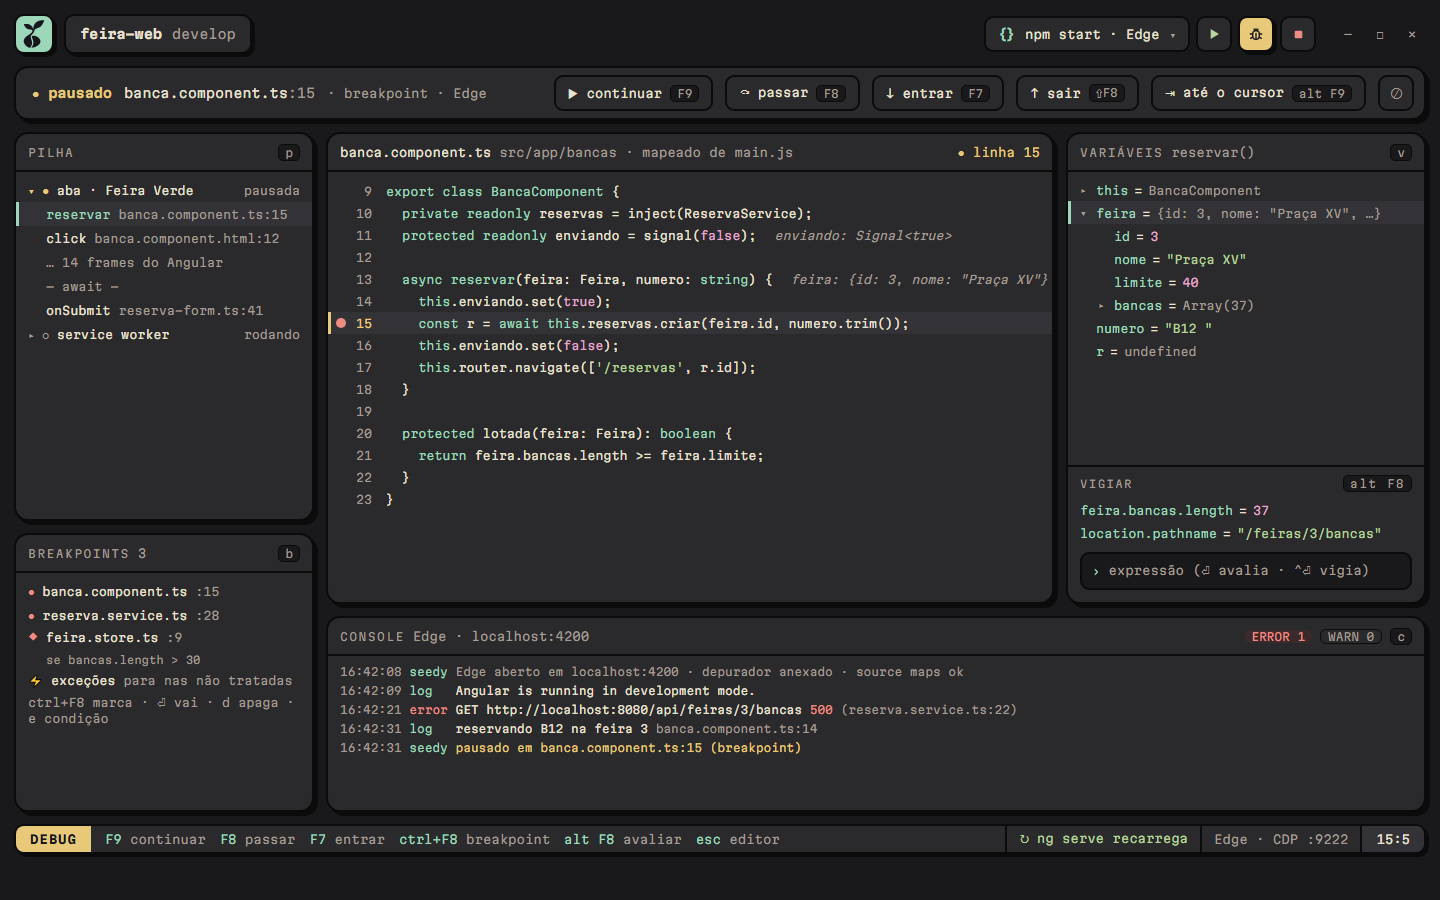 feira-web develop
{} npm start · Edge ▾
● pausado banca.component.ts:15 · breakpoint · Edge
▶ continuar F9
↷ passar F8
↓ entrar F7
↑ sair ⇧F8
⇥ até o cursor alt F9
PILHA p
▾ ● aba · Feira Verde pausada
reservar banca.component.ts:15
click banca.component.html:12
… 14 frames do Angular
— await —
onSubmit reserva-form.ts:41
▸ ○ service worker rodando
BREAKPOINTS 3 b
● banca.component.ts :15
● reserva.service.ts :28
◆ feira.store.ts :9
se bancas.length > 30
⚡ exceções para nas não tratadas
ctrl+F8 marca · ⏎ vai · d apaga ·
e condição
banca.component.ts src/app/bancas · mapeado de main.js ● linha 15
9 export class BancaComponent {
10 private readonly reservas = inject(ReservaService);
11 protected readonly enviando = signal(false); enviando: Signal<true>
12
13 async reservar(feira: Feira, numero: string) { feira: {id: 3, nome: "Praça XV"}
14 this.enviando.set(true);
15 const r = await this.reservas.criar(feira.id, numero.trim());
16 this.enviando.set(false);
17 this.router.navigate(['/reservas', r.id]);
18 }
19
20 protected lotada(feira: Feira): boolean {
21 return feira.bancas.length >= feira.limite;
22 }
23 }
VARIÁVEIS reservar() v
▸ this = BancaComponent
▾ feira = {id: 3, nome: "Praça XV", …}
id = 3
nome = "Praça XV"
limite = 40
▸ bancas = Array(37)
numero = "B12 "
r = undefined
VIGIAR alt F8
feira.bancas.length = 37
location.pathname = "/feiras/3/bancas"
› expressão (⏎ avalia · ^⏎ vigia)
CONSOLE Edge · localhost:4200 ERROR 1 WARN 0 c
16:42:08 seedy Edge aberto em localhost:4200 · depurador anexado · source maps ok
16:42:09 log Angular is running in development mode.
16:42:21 error GET http://localhost:8080/api/feiras/3/bancas 500 (reserva.service.ts:22)
16:42:31 log reservando B12 na feira 3 banca.component.ts:14
16:42:31 seedy pausado em banca.component.ts:15 (breakpoint)
DEBUG F9 continuar F8 passar F7 entrar ctrl+F8 breakpoint alt F8 avaliar esc editor
↻ ng serve recarrega Edge · CDP :9222 15:5